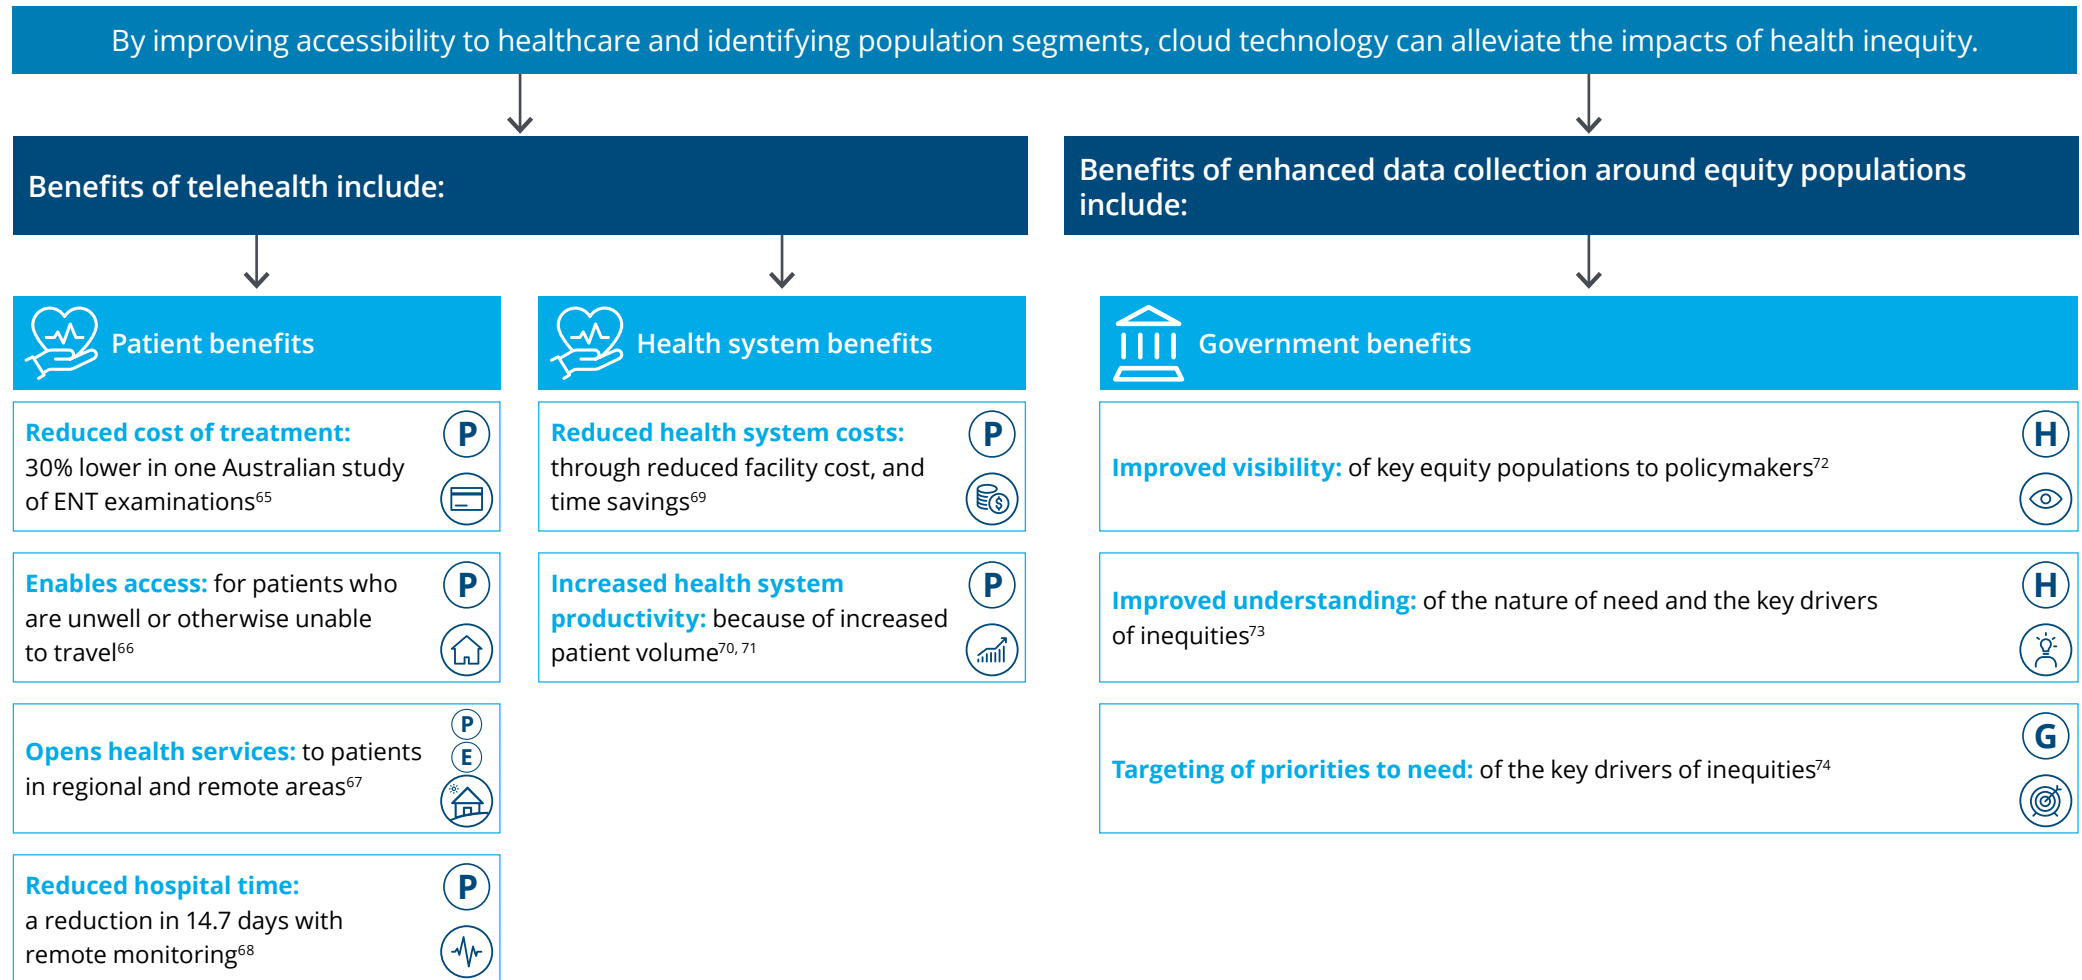 By improving accessibility to healthcare and identifying population segments, cloud technology can alleviate the impacts of health inequity.
Benefits of telehealth include:
Patient benefits
Reduced cost of treatment:
30% lower in one Australian study
of ENT examinations65
P
Enables access: for patients who
are unwell or otherwise unable
to travel66
P
Opens health services: to patients
in regional and remote areas67
P
E
Reduced hospital time:
a reduction in 14.7 days with
remote monitoring68
P
Health system benefits
Reduced health system costs:
through reduced facility cost, and
time savings69
P
$
Increased health system
productivity: because of increased
patient volume70, 71
P
Benefits of enhanced data collection around equity populations
include:
Government benefits
Improved visibility: of key equity populations to policymakers72
H
Improved understanding: of the nature of need and the key drivers
of inequities73
H
Targeting of priorities to need: of the key drivers of inequities74
G